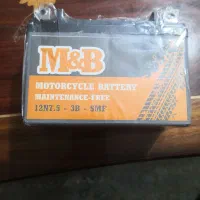 M&B
MOTORCYCLE BATTERY
MAINTENANCE-FREE
12N7.5 - 3B - SMF